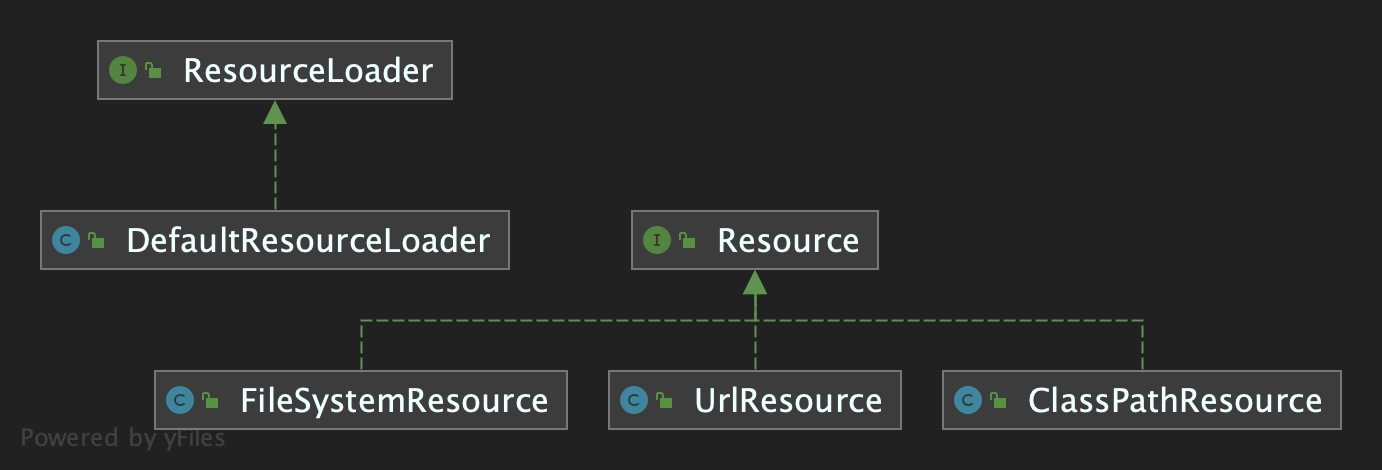 I ResourceLoader
C DefaultResourceLoader
I Resource
C FileSystemResource
C UrlResource
C ClassPathResource
Powered by yFiles